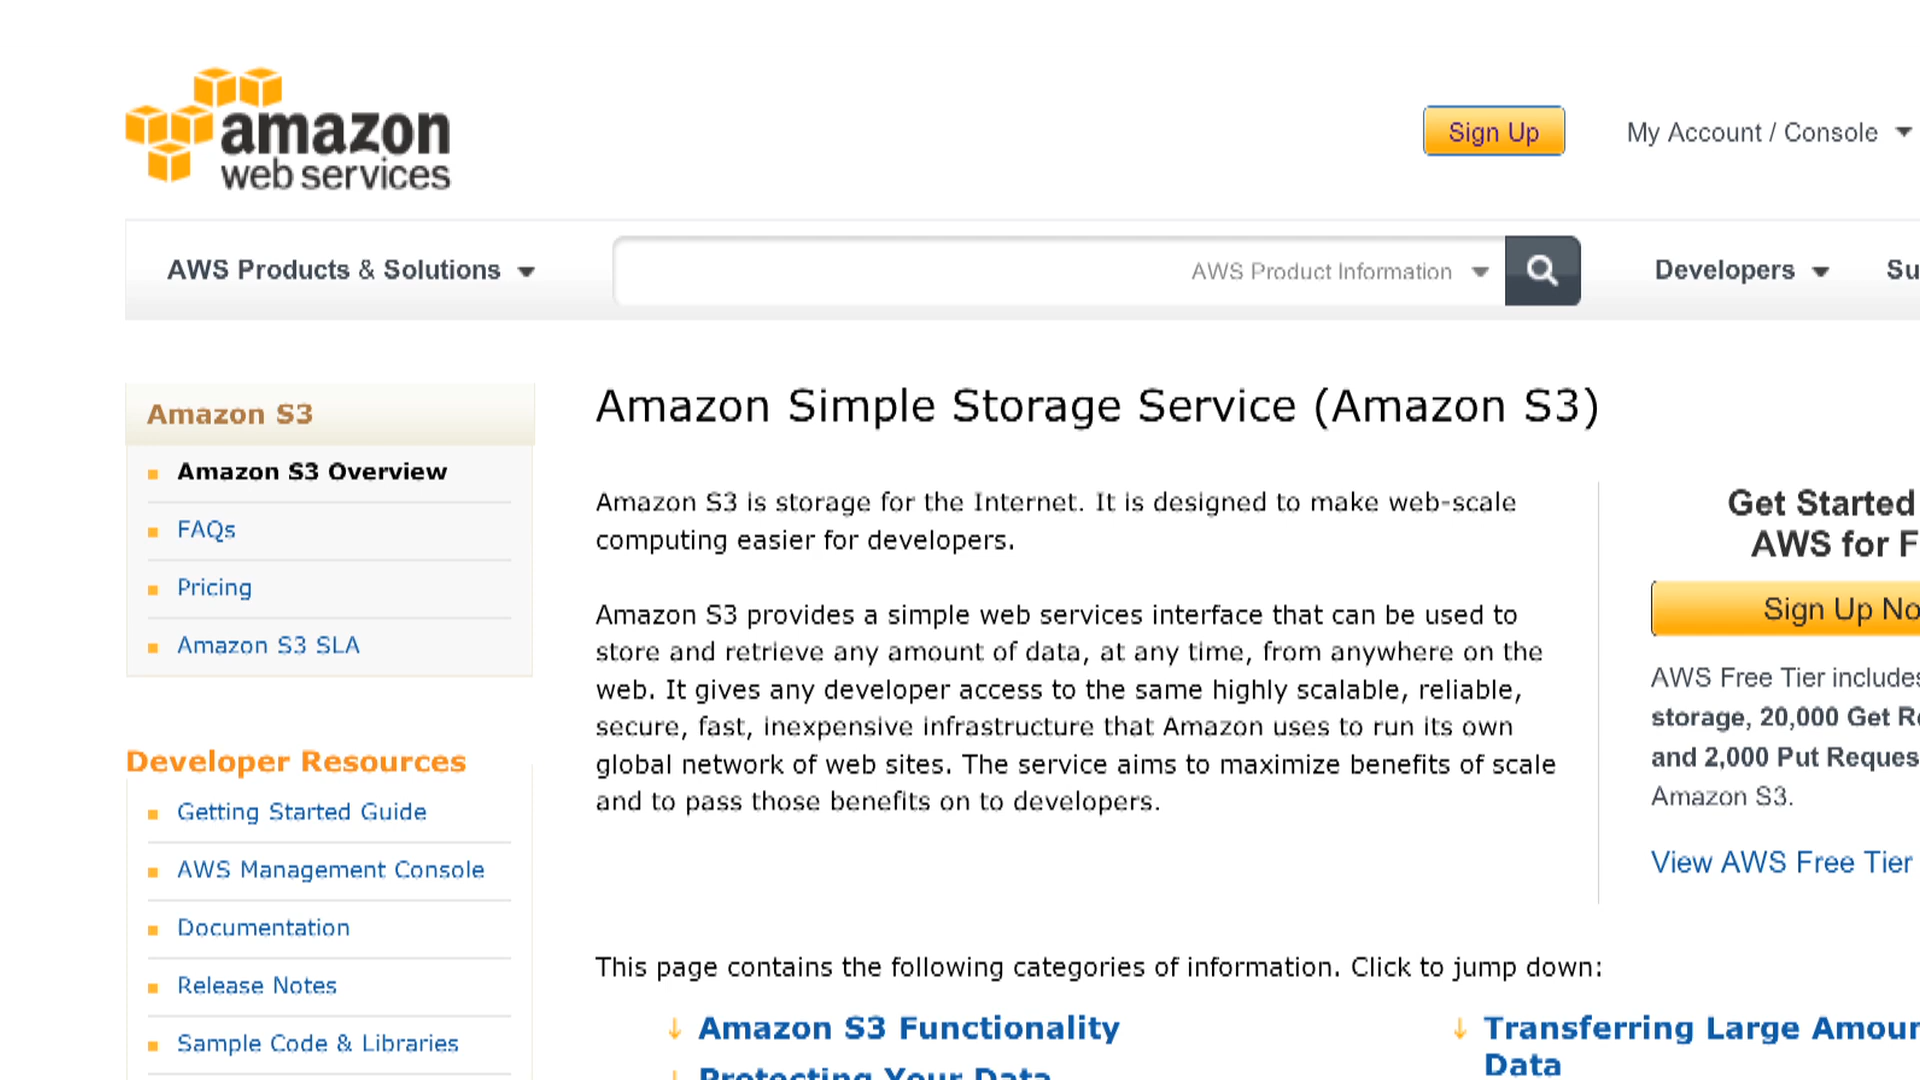 amazon
web services
Sign Up
My Account / Console
AWS Products & Solutions
AWS Product Information
Developers
Amazon S3
Amazon S3 Overview
FAQs
Pricing
Amazon S3 SLA
Developer Resources
Getting Started Guide
AWS Management Console
Documentation
Release Notes
Sample Code & Libraries
Amazon Simple Storage Service (Amazon S3)
Amazon S3 is storage for the Internet. It is designed to make web-scale
computing easier for developers.
Amazon S3 provides a simple web services interface that can be used to
store and retrieve any amount of data, at any time, from anywhere on the
web. It gives any developer access to the same highly scalable, reliable,
secure, fast, inexpensive infrastructure that Amazon uses to run its own
global network of web sites. The service aims to maximize benefits of scale
and to pass those benefits on to developers.
Get Started
AWS for
Sign Up
AWS Free Tier includes
storage, 20,000 Get
and 2,000 Put
Amazon S3.
View AWS Free Tier
This page contains the following categories of information. Click to jump down:
Amazon S3 Functionality
Protecting Your Data
Transferring Large
Data